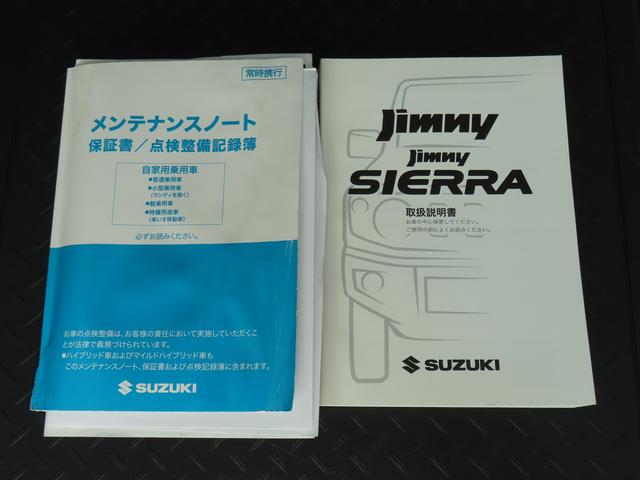 常時携行
メンテナンスノート
保証書／点検整備記録簿
自家用乗用車
●普通乗用車
●小型乗用車
(ランディを除く)
●軽乗用車
●特種用途車
(車いす移動車)
必ずお読みください。
お車の点検整備は、お客様の責任において実施していただくこ
とが法律で義務づけられています。
●ハイブリッド車およびマイルドハイブリッド車も
このメンテナンスノート、保証書および点検記録簿に含まれます。
SUZUKI
Jimny
Jimny
SIERRA
取扱説明書
お車の中に保管してください。
ご使用の前によくお読みください。
SUZUKI